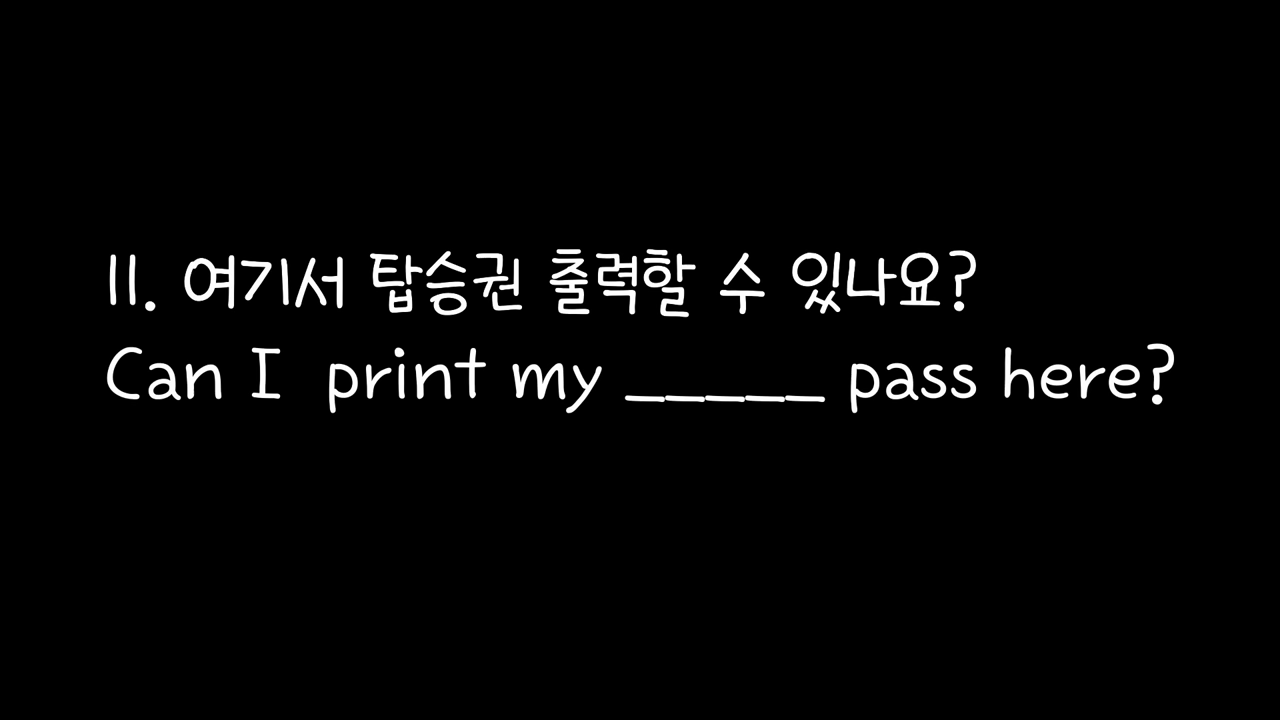 11. 여기서 탑승권 출력할 수 있나요?
Can I  print my _____ pass here?